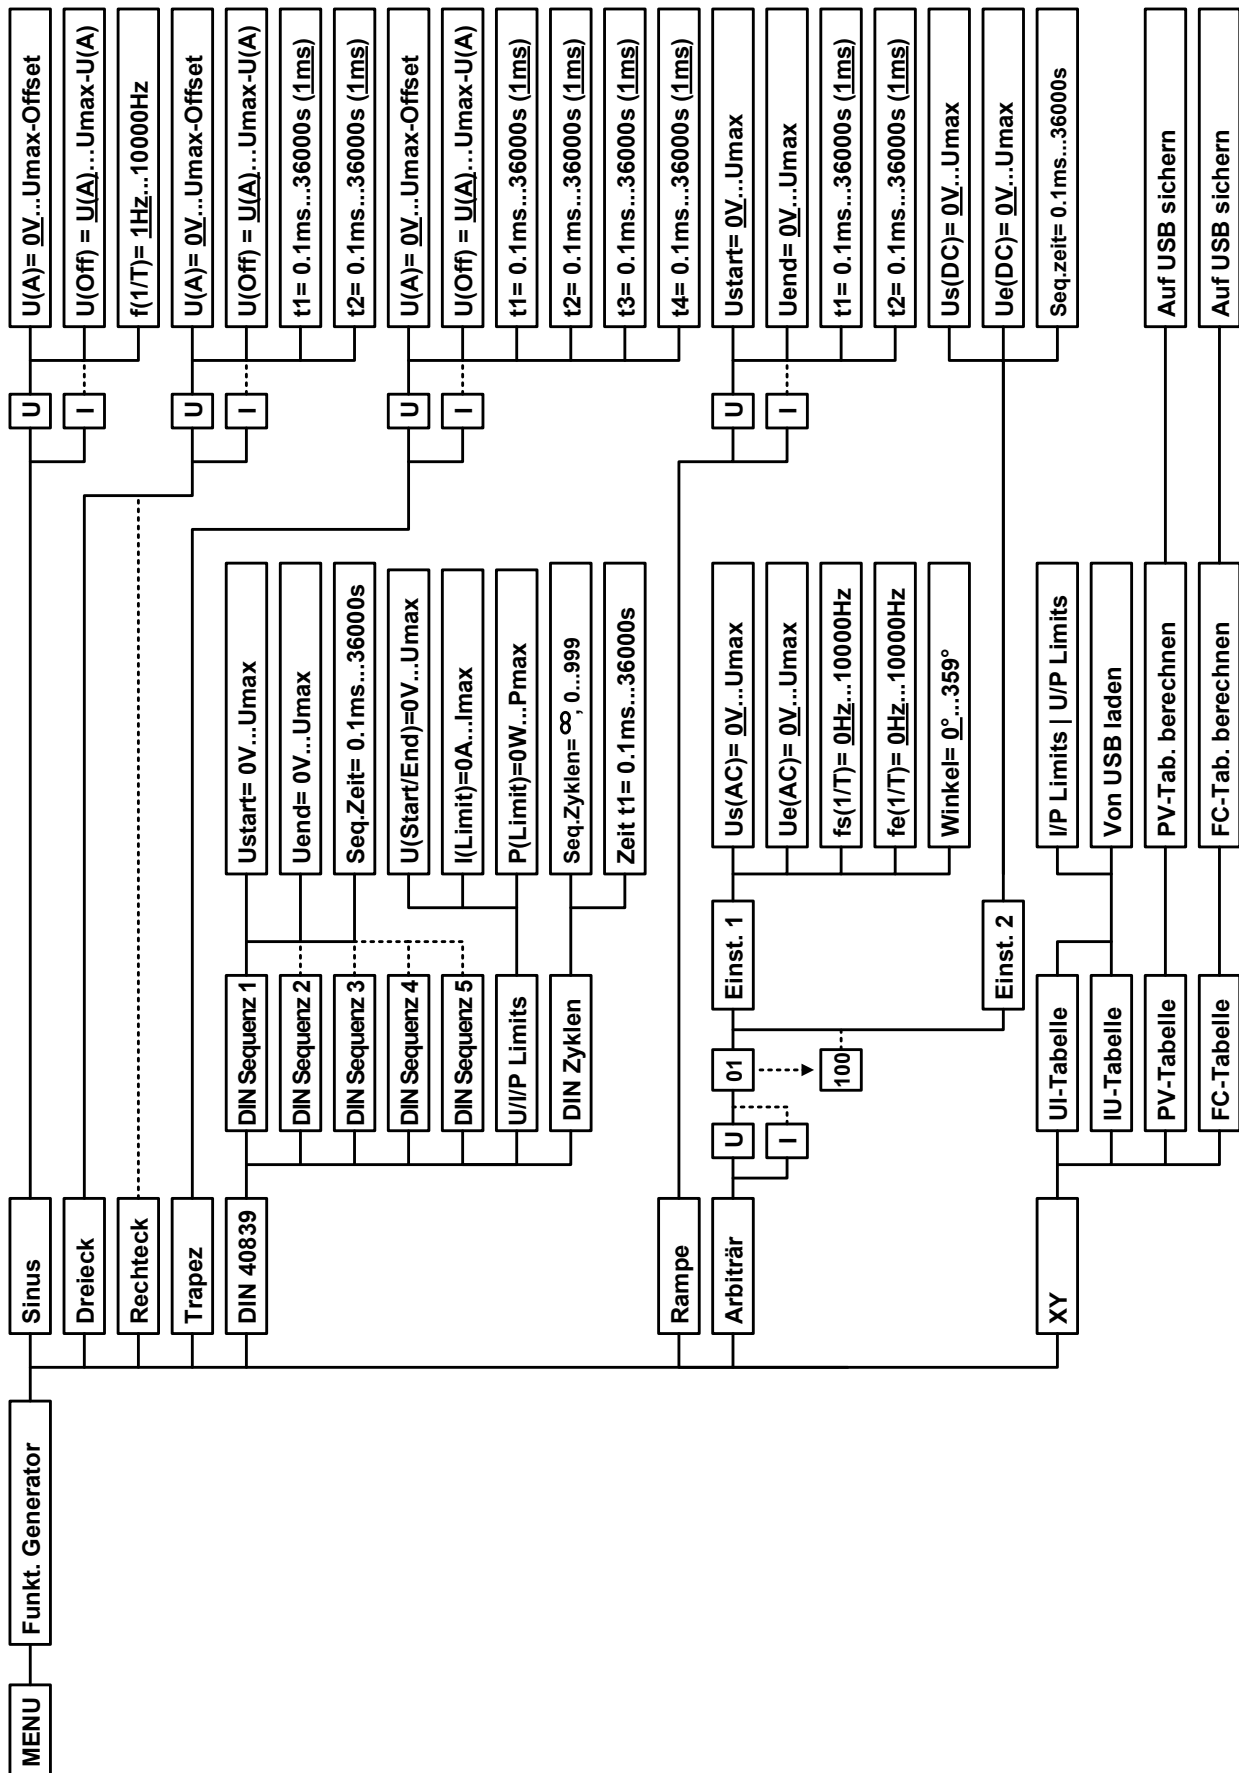 MENU
Funkt. Generator
Sinus
U
I
U(A)= 0V...Umax-Offset
U(Off) = U(A)...Umax-U(A)
f(1/T)= 1Hz...10000Hz
Dreieck
Rechteck
U
I
U(A)= 0V...Umax-Offset
U(Off) = U(A)...Umax-U(A)
t1= 0.1ms...36000s (1ms)
t2= 0.1ms...36000s (1ms)
Trapez
U
I
U(A)= 0V...Umax-Offset
U(Off) = U(A)...Umax-U(A)
t1= 0.1ms...36000s (1ms)
t2= 0.1ms...36000s (1ms)
t3= 0.1ms...36000s (1ms)
t4= 0.1ms...36000s (1ms)
DIN 40839
DIN Sequenz 1
DIN Sequenz 2
DIN Sequenz 3
DIN Sequenz 4
DIN Sequenz 5
U/I/P Limits
DIN Zyklen
Ustart= 0V...Umax
Uend= 0V...Umax
Seq.Zeit= 0.1ms...36000s
U(Start/End)=0V...Umax
I(Limit)=0A...Imax
P(Limit)=0W...Pmax
Seq.Zyklen= ∞, 0...999
Zeit t1= 0.1ms...36000s
Rampe
U
I
Ustart= 0V...Umax
Uend= 0V...Umax
t1= 0.1ms...36000s (1ms)
t2= 0.1ms...36000s (1ms)
Arbiträr
U
I
01
100
Einst. 1
Us(AC)= 0V...Umax
Ue(AC)= 0V...Umax
fs(1/T)= 0Hz...10000Hz
fe(1/T)= 0Hz...10000Hz
Winkel= 0°...359°
Einst. 2
Us(DC)= 0V...Umax
Ue(DC)= 0V...Umax
Seq.zeit= 0.1ms...36000s
XY
UI-Tabelle
IU-Tabelle
I/P Limits | U/P Limits
Von USB laden
PV-Tabelle
PV-Tab. berechnen
Auf USB sichern
FC-Tabelle
FC-Tab. berechnen
Auf USB sichern